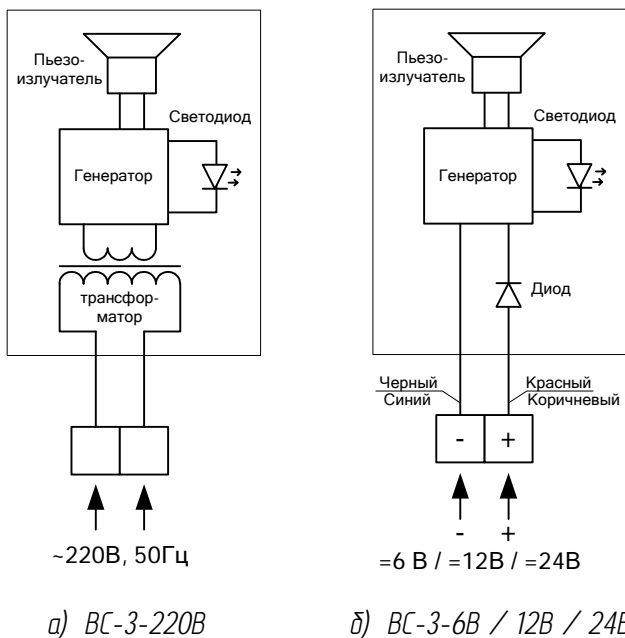 Пьезо-
излучатель
Светодиод
Генератор
трансфор-
матор
~220В, 50Гц
а) ВС-3-220В
Пьезо-
излучатель
Светодиод
Генератор
Диод
Черный
Синий
Красный
Коричневый
- +
- +
=6 В / =12В / =24В
б) ВС-3-6В / 12В / 24В